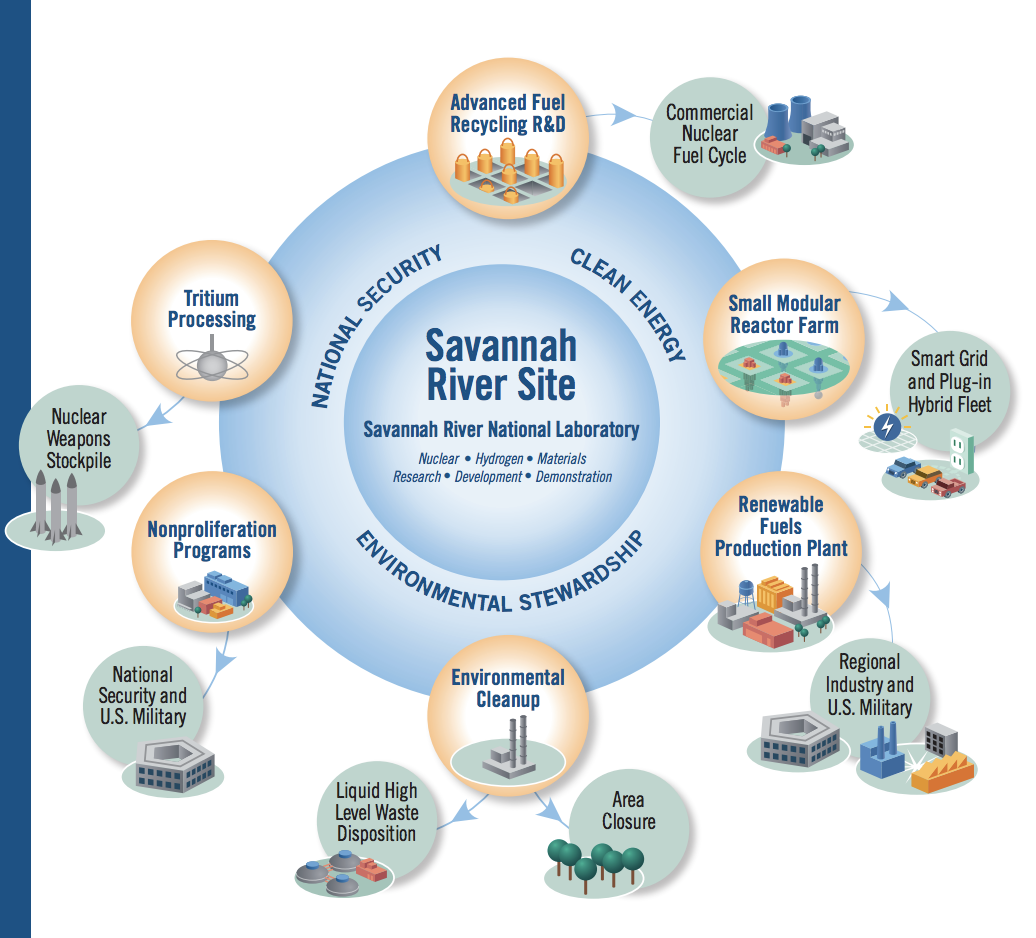 Advanced Fuel
Recycling R&D
Commercial
Nuclear
Fuel Cycle
NATIONAL SECURITY
CLEAN ENERGY
Tritium
Processing
Small Modular
Reactor Farm
Savannah
River Site
Savannah River National Laboratory
Nuclear • Hydrogen • Materials
Research • Development • Demonstration
Smart Grid
and Plug-in
Hybrid Fleet
Nuclear
Weapons
Stockpile
Nonproliferation
Programs
Renewable
Fuels
Production Plant
ENVIRONMENTAL STEWARDSHIP
National
Security and
U.S. Military
Environmental
Cleanup
Regional
Industry and
U.S. Military
Liquid High
Level Waste
Disposition
Area
Closure